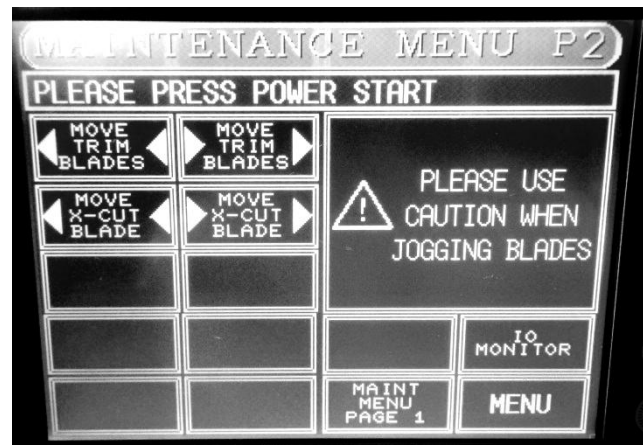 MAINTENANCE MENU P2
PLEASE PRESS POWER START
MOVE
TRIM
BLADES
MOVE
TRIM
BLADES
PLEASE USE
CAUTION WHEN
JOGGING BLADES
MOVE
X-CUT
BLADE
MOVE
X-CUT
BLADE
IO
MONITOR
MAINT
MENU
PAGE 1
MENU